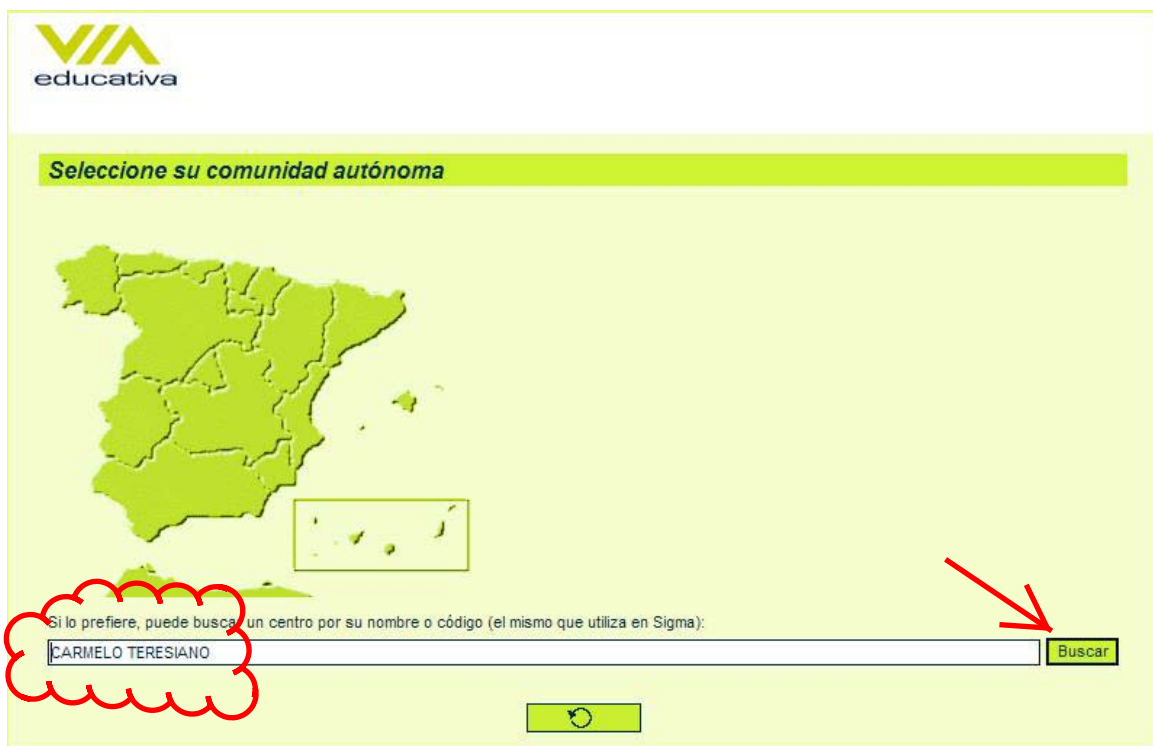 VIA
educativa
Seleccione su comunidad autónoma
Si lo prefiere, puede buscar un centro por su nombre o código (el mismo que utiliza en Sigma):
CARMELO TERESIANO
Buscar